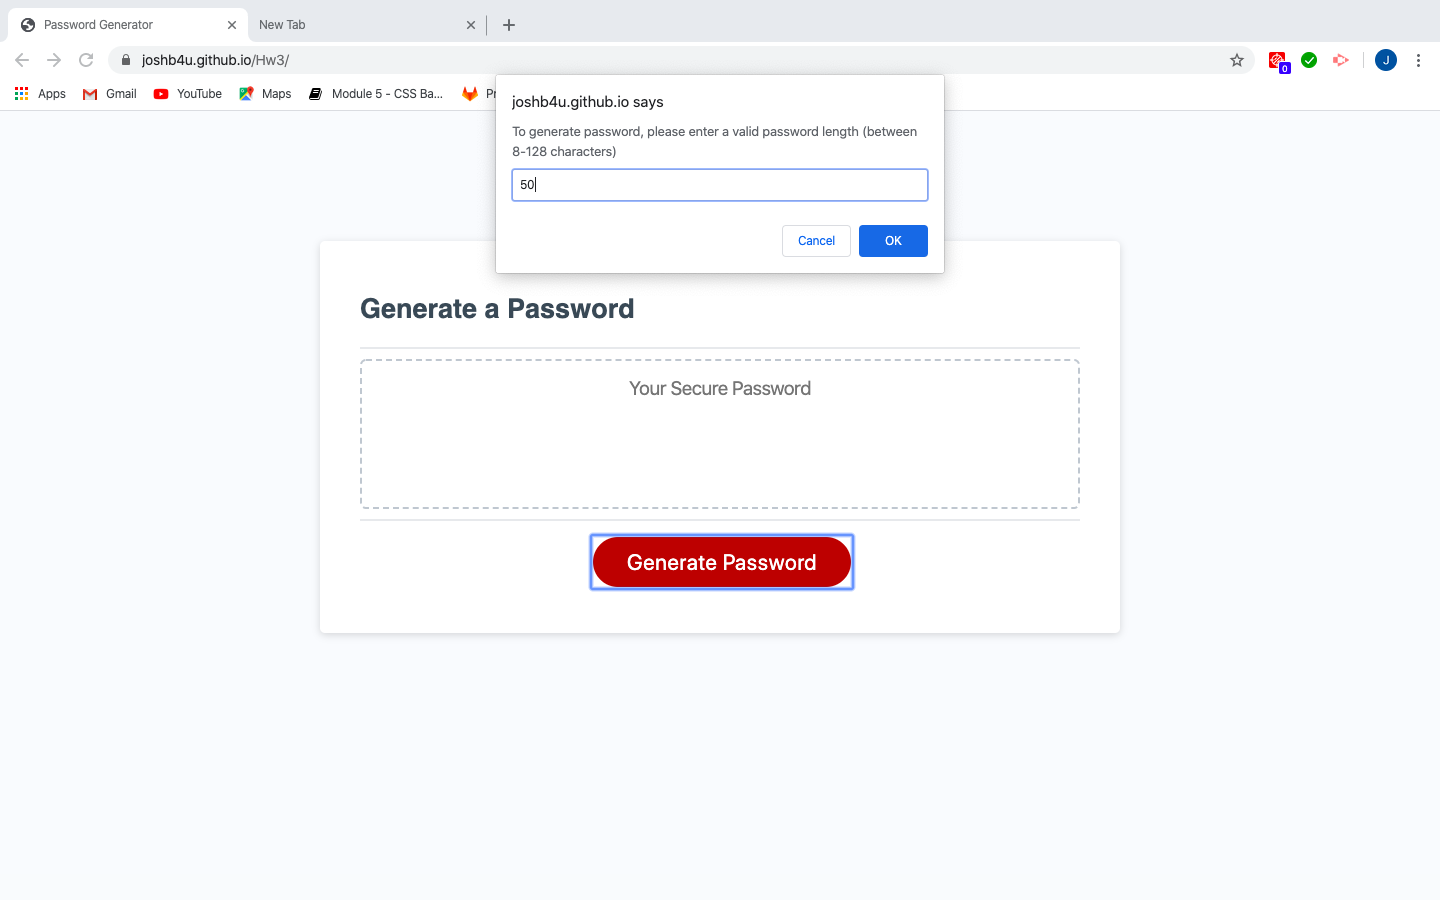 Password Generator
New Tab
joshb4u.github.io/Hw3/
0
J
Apps
Gmail
YouTube
Maps
Module 5 - CSS Ba...
joshb4u.github.io says
To generate password, please enter a valid password length (between
8-128 characters)
50
Cancel
OK
Generate a Password
Your Secure Password
Generate Password